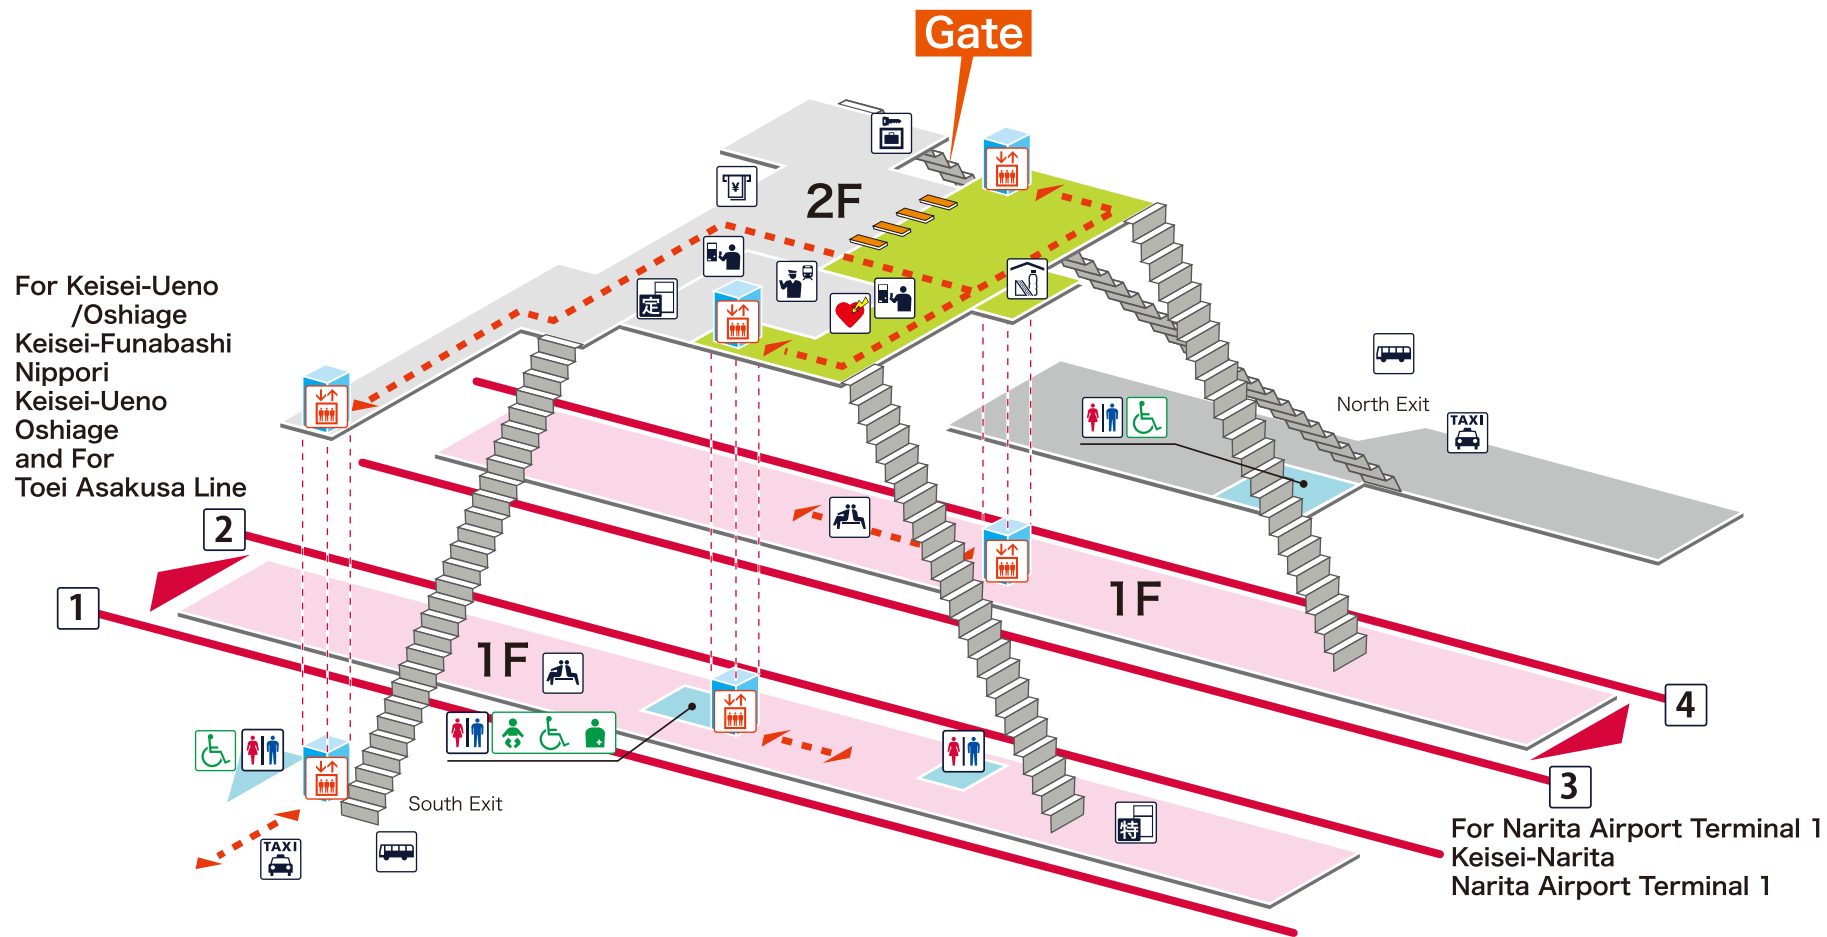 Gate
2F
For Keisei-Ueno
/Oshiage
Keisei-Funabashi
Nippori
Keisei-Ueno
Oshiage
and For
Toei Asakusa Line
¥
定
North Exit
TAXI
2
1
1F
1F
4
3
South Exit
TAXI
特
For Narita Airport Terminal 1
Keisei-Narita
Narita Airport Terminal 1